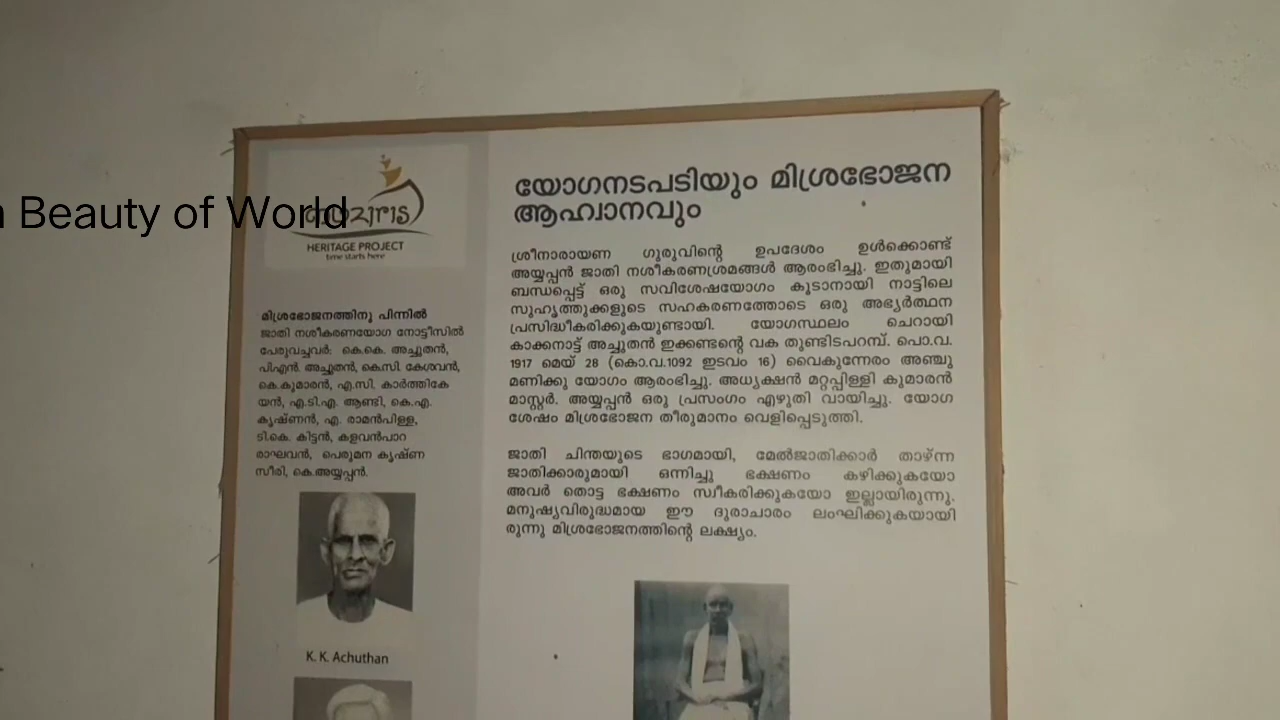 n Beauty of World
muziris
HERITAGE PROJECT
time starts here
മിശ്രഭോജനത്തിനു പിന്നിൽ
ജാതി നശീകരണയോഗ നോട്ടീസിൽ
പേരുവച്ചവർ: കെ.കെ. അച്ചുതൻ,
പിഎൻ. അച്ചുതൻ, കെ.സി. കേശവൻ,
കെ.കുമാരൻ, എ.സി. കാർത്തികേ
യൻ, എ.ടി.എ. ആണ്ടി, കെ.എ.
കൃഷ്ണൻ, എ. രാമൻപിള്ള,
ടി.കെ. കിട്ടൻ, കളവൻപാറ
രാഘവൻ, പെരുമന കൃഷ്ണ
സീരി, കെ.അയ്യപ്പൻ.
K. K. Achuthan
യോഗനടപടിയും മിശ്രഭോജന
ആഹ്വാനവും
ശ്രീനാരായണ ഗുരുവിന്റെ ഉപദേശം ഉൾക്കൊണ്ട്
അയ്യപ്പൻ ജാതി നശീകരണശ്രമങ്ങൾ ആരംഭിച്ചു. ഇതുമായി
ബന്ധപ്പെട്ട് ഒരു സവിശേഷയോഗം കൂടാനായി നാട്ടിലെ
സുഹൃത്തുക്കളുടെ സഹകരണത്തോടെ ഒരു അഭ്യർത്ഥന
പ്രസിദ്ധീകരിക്കുകയുണ്ടായി. യോഗസ്ഥലം ചെറായി
കാക്കനാട്ട് അച്ചുതൻ ഇക്കണ്ടന്റെ വക തുണ്ടിടപറമ്പ്. പൊ.വ.
1917 മെയ് 28 (കൊ.വ.1092 ഇടവം 16) വൈകുന്നേരം അഞ്ചു
മണിക്കു യോഗം ആരംഭിച്ചു. അധ്യക്ഷൻ മറ്റപ്പിള്ളി കുമാരൻ
മാസ്റ്റർ. അയ്യപ്പൻ ഒരു പ്രസംഗം എഴുതി വായിച്ചു. യോഗ
ശേഷം മിശ്രഭോജന തീരുമാനം വെളിപ്പെടുത്തി.
ജാതി ചിന്തയുടെ ഭാഗമായി, മേൽജാതിക്കാർ താഴ്ന്ന
ജാതിക്കാരുമായി ഒന്നിച്ചു ഭക്ഷണം കഴിക്കുകയോ
അവർ തൊട്ട ഭക്ഷണം സ്വീകരിക്കുകയോ ഇല്ലായിരുന്നു.
മനുഷ്യവിരുദ്ധമായ ഈ ദുരാചാരം ലംഘിക്കുകയായി
രുന്നു മിശ്രഭോജനത്തിന്റെ ലക്ഷ്യം.